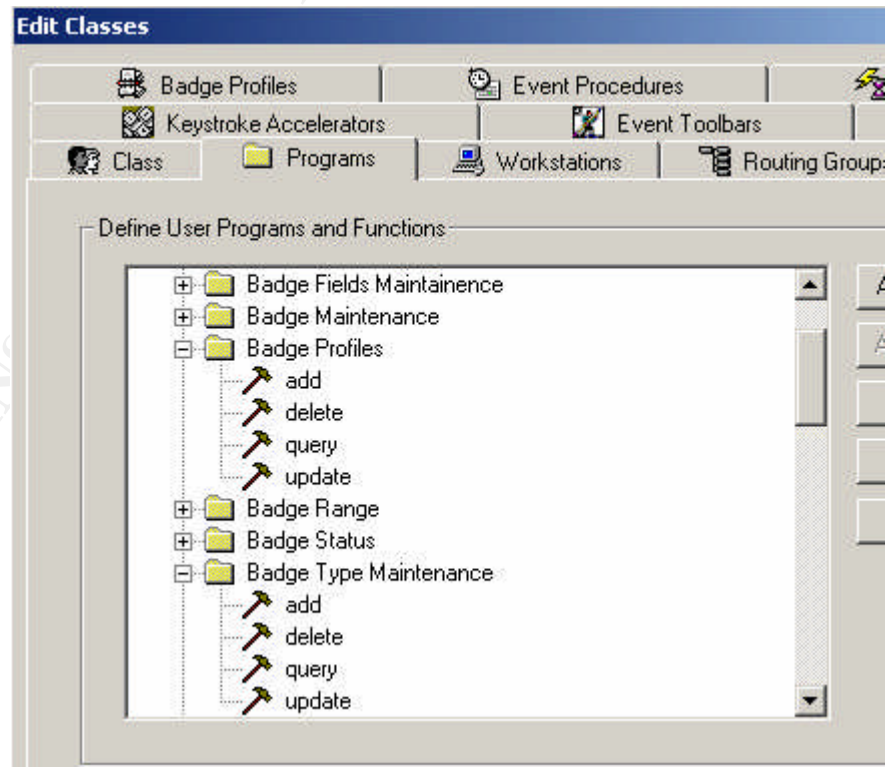 Edit Classes
Badge Profiles Event Procedures
Keystroke Accelerators Event Toolbars
Class Programs Workstations Routing Groups
Define User Programs and Functions
Badge Fields Maintainence
Badge Maintenance
Badge Profiles
add
delete
query
update
Badge Range
Badge Status
Badge Type Maintenance
add
delete
query
update